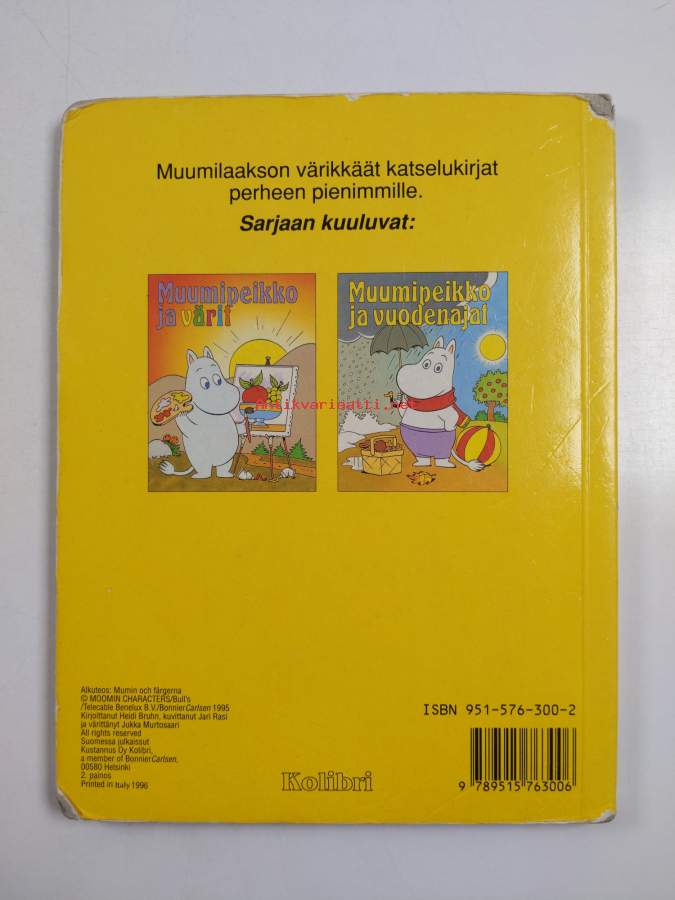 Muumilaakson värikkäät katselukirjat
perheen pienimmille.
Sarjaan kuuluvat:
Muumipeikko
ja värit
Muumipeikko
ja vuodenajat
Antikvariaatti.net
Alkuteos: Mumin och färgerna
© MOOMIN CHARACTERS/Bull's
/Telecable Benelux B.V./BonnierCarlsen 1995
Kirjoittanut Heidi Bruhn, kuvittanut Jari Rasi
ja värittänyt Jukka Murtosaari
All rights reserved
Suomessa julkaissut
Kustannus Oy Kolibri,
a member of BonnierCarlsen,
00580 Helsinki
2. painos
Printed in Italy 1996
Kolibri
ISBN 951-576-300-2
9 789515 763006